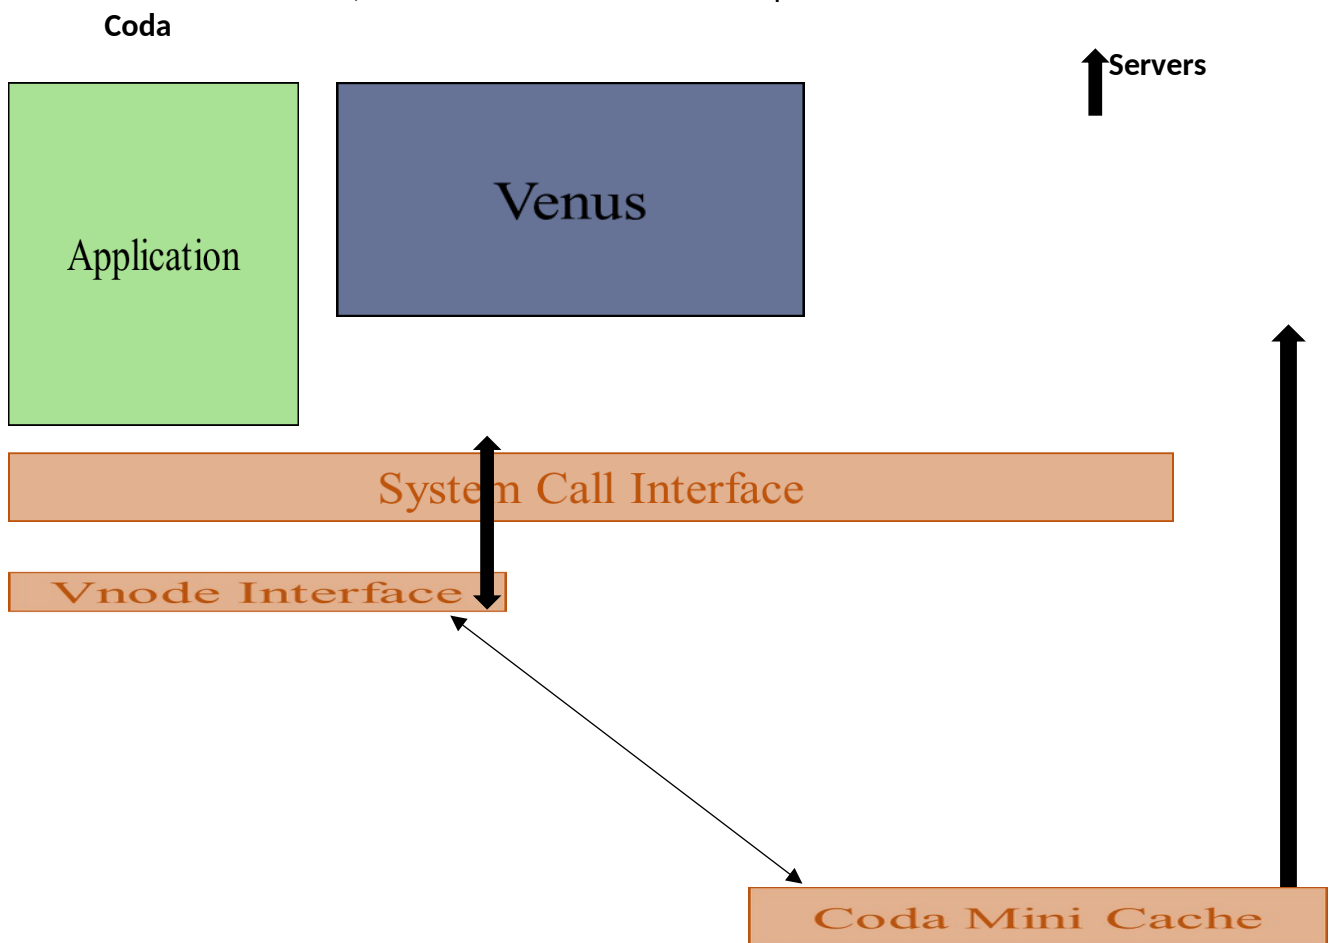 Coda
Servers
Venus
Application
System Call Interface
Vnode Interface
Coda Mini Cache